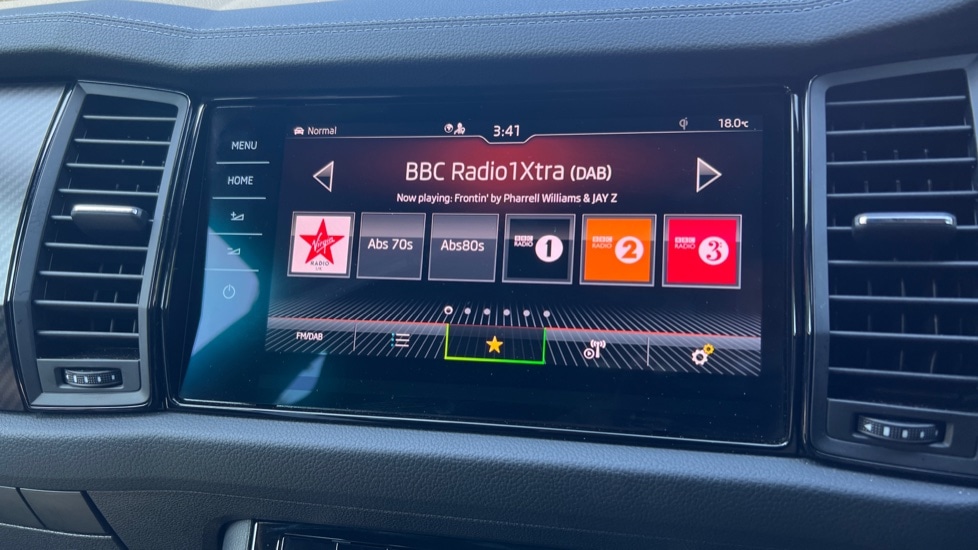 Normal
3:41
18.0°C
MENU
HOME
BBC Radio1Xtra (DAB)
Now playing: Frontin' by Pharrell Williams & JAY Z
Virgin
RADIO
UK
Abs 70s
Abs80s
BBC
RADIO
1
BBC
RADIO
2
BBC
RADIO
3
FM/DAB